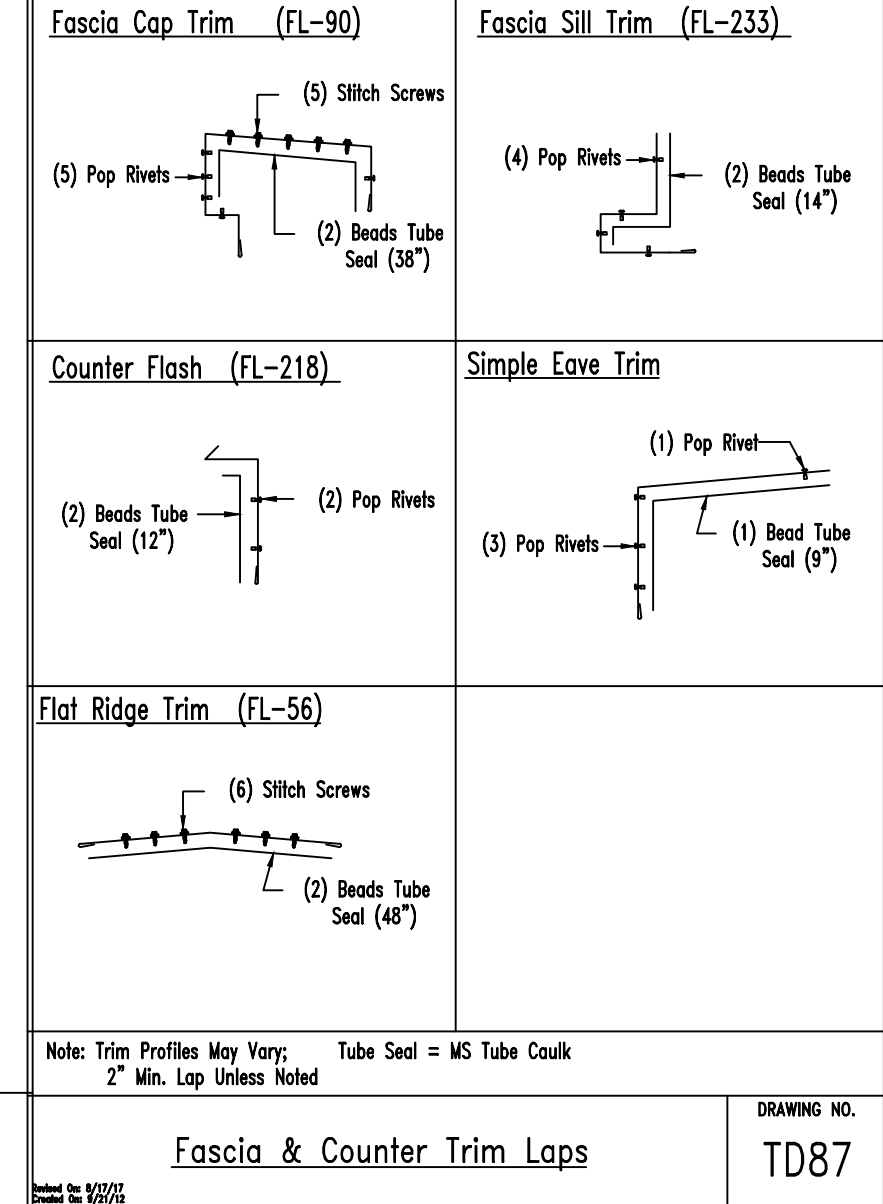 Fascia Cap Trim (FL-90)
(5) Stitch Screws
(5) Pop Rivets
(2) Beads Tube
Seal (38")
Fascia Sill Trim (FL-233)
(4) Pop Rivets
(2) Beads Tube
Seal (14")
Counter Flash (FL-218)
(2) Beads Tube
Seal (12")
(2) Pop Rivets
Simple Eave Trim
(1) Pop Rivet
(3) Pop Rivets
(1) Bead Tube
Seal (9")
Flat Ridge Trim (FL-56)
(6) Stitch Screws
(2) Beads Tube
Seal (48")
Note: Trim Profiles May Vary; Tube Seal = MS Tube Caulk
2" Min. Lap Unless Noted
Fascia & Counter Trim Laps
DRAWING NO.
TD87
Revised On: 8/17/17
Created On: 9/21/12